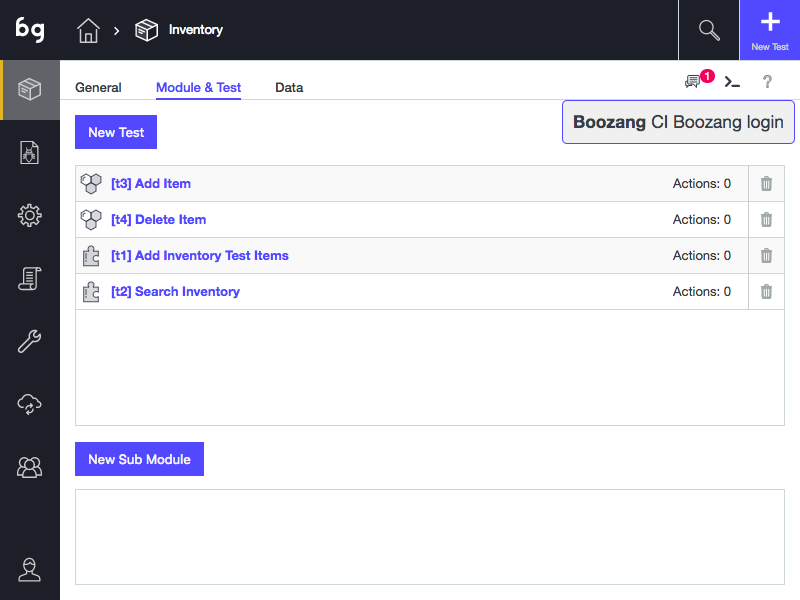 bg
Inventory
New Test
General
Module & Test
Data
1
?
Boozang CI Boozang login
New Test
[t3] Add Item
Actions: 0
[t4] Delete Item
Actions: 0
[t1] Add Inventory Test Items
Actions: 0
[t2] Search Inventory
Actions: 0
New Sub Module